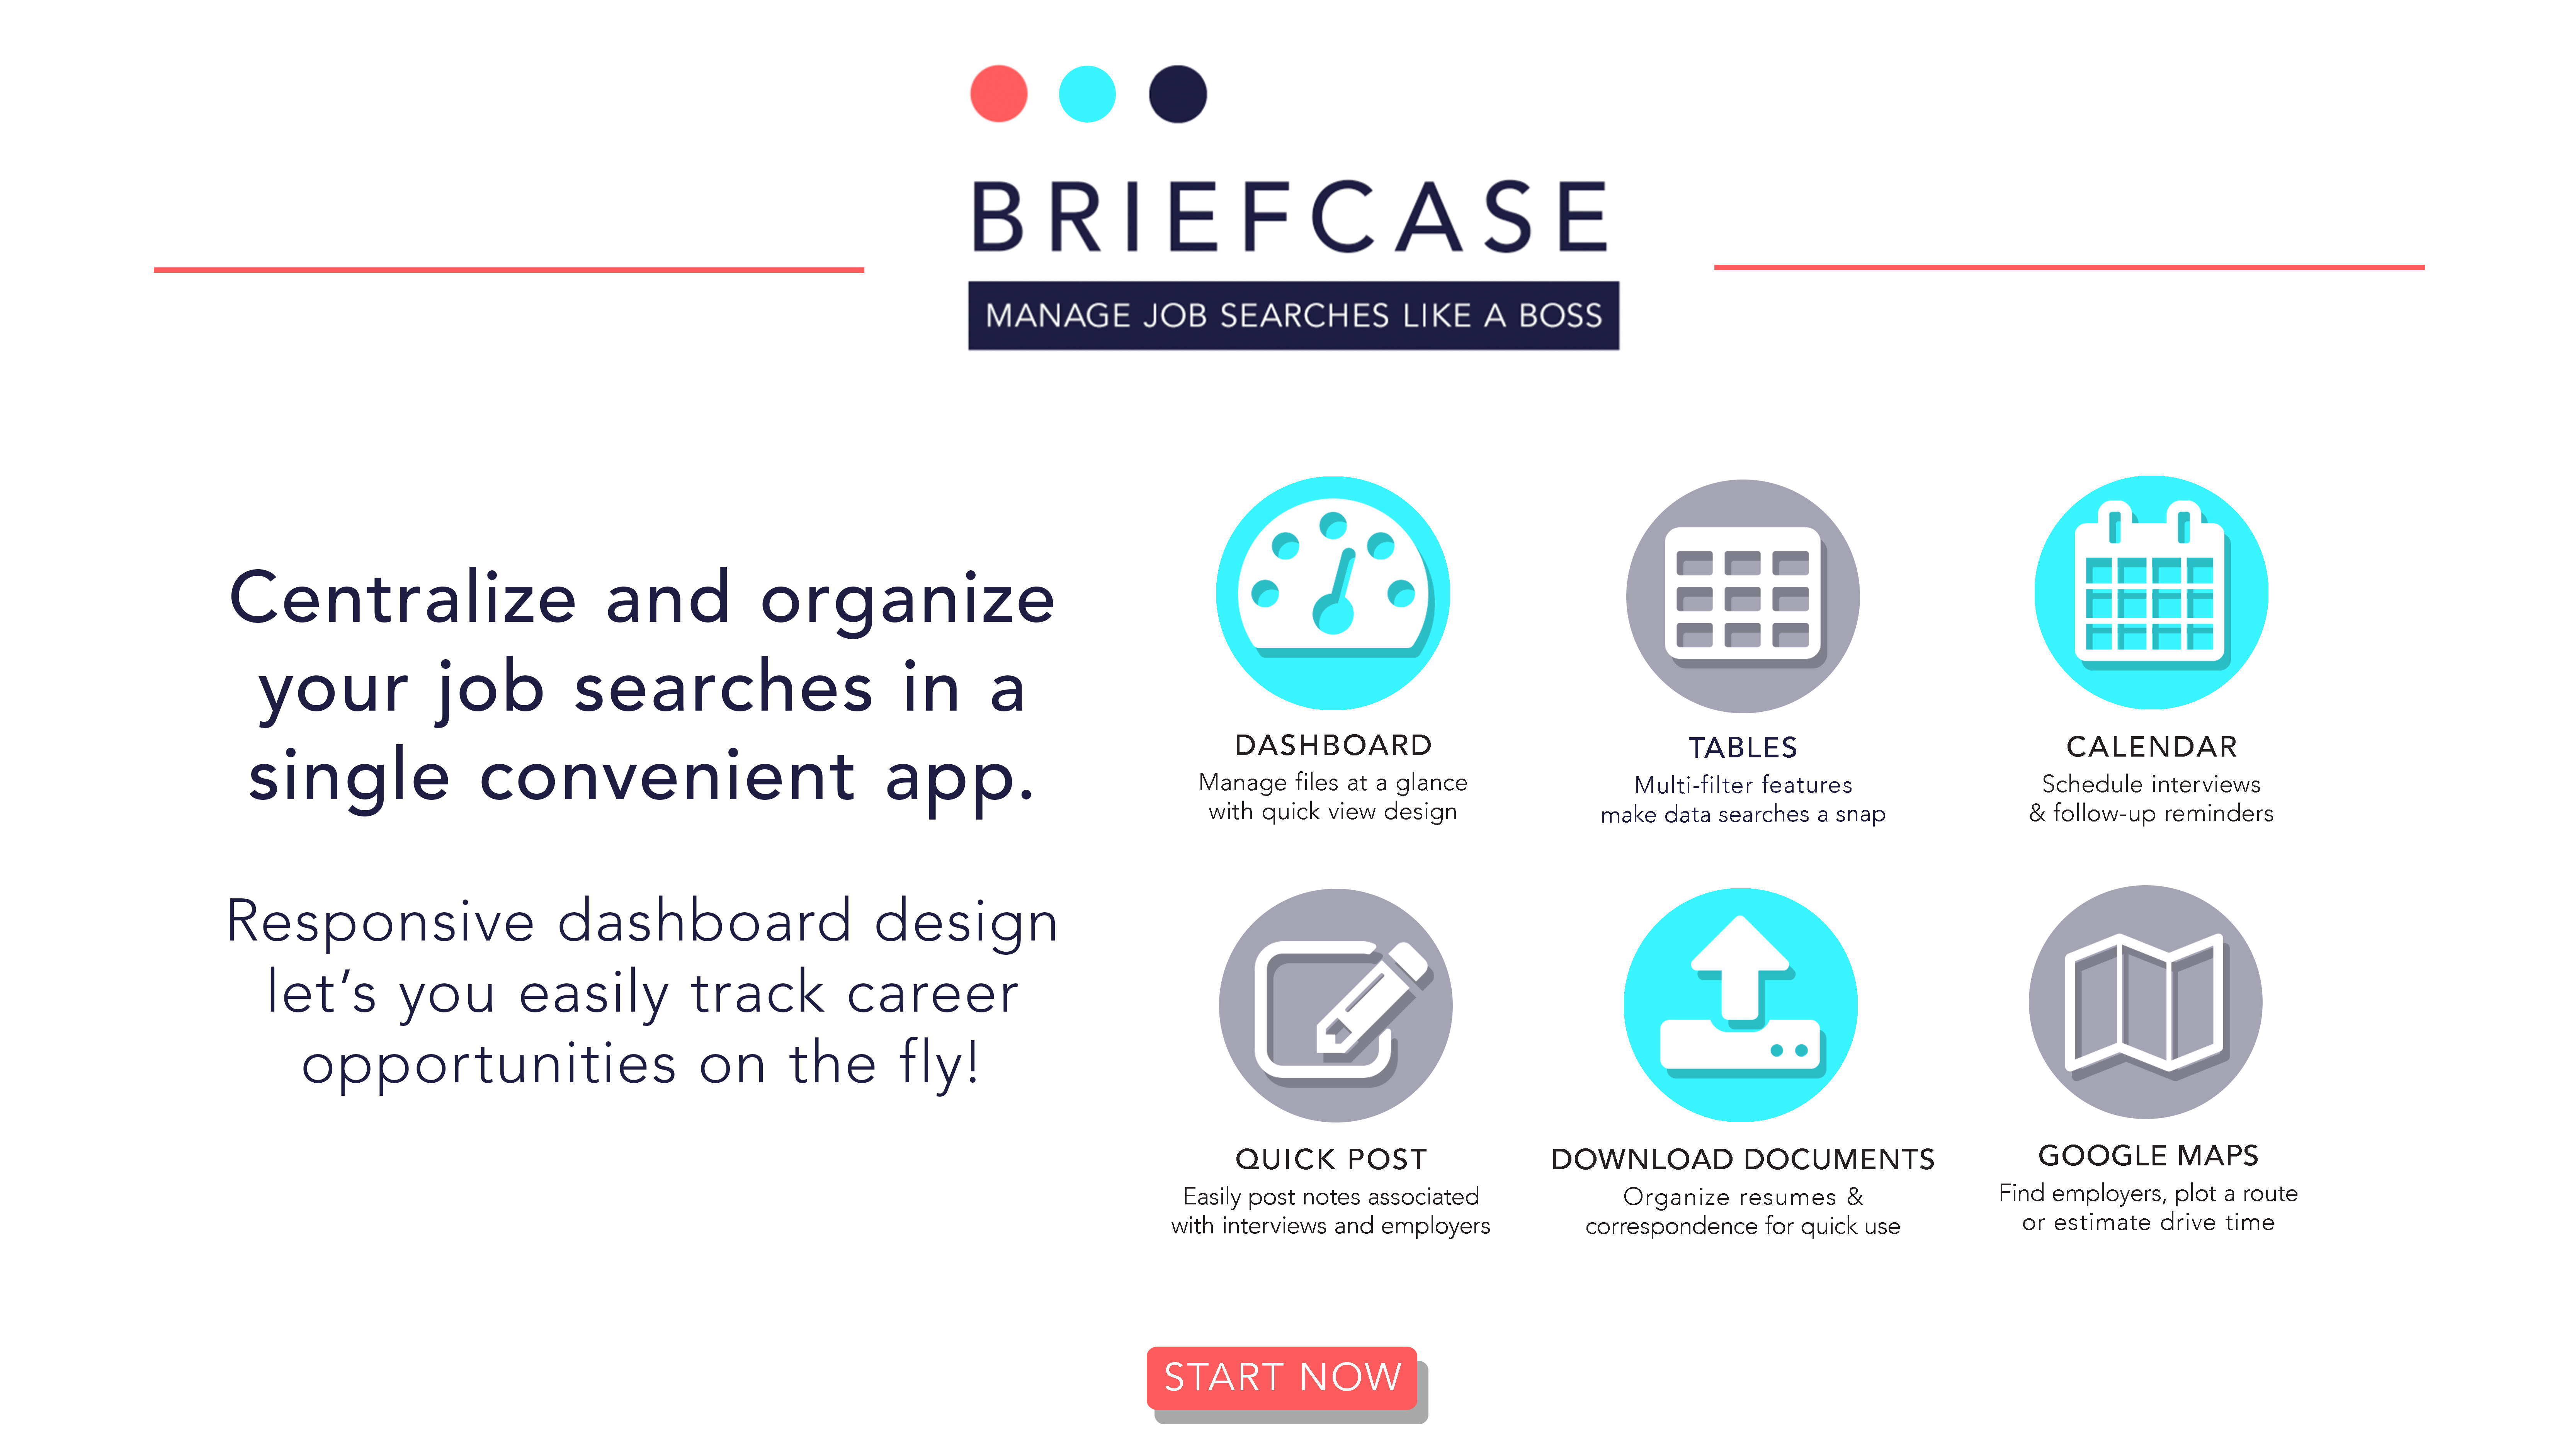 BRIEFCASE
MANAGE JOB SEARCHES LIKE A BOSS
Centralize and organize
your job searches in a
single convenient app.
Responsive dashboard design
let’s you easily track career
opportunities on the fly!
DASHBOARD
Manage files at a glance
with quick view design
TABLES
Multi-filter features
make data searches a snap
CALENDAR
Schedule interviews
& follow-up reminders
QUICK POST
Easily post notes associated
with interviews and employers
DOWNLOAD DOCUMENTS
Organize resumes &
correspondence for quick use
GOOGLE MAPS
Find employers, plot a route
or estimate drive time
START NOW